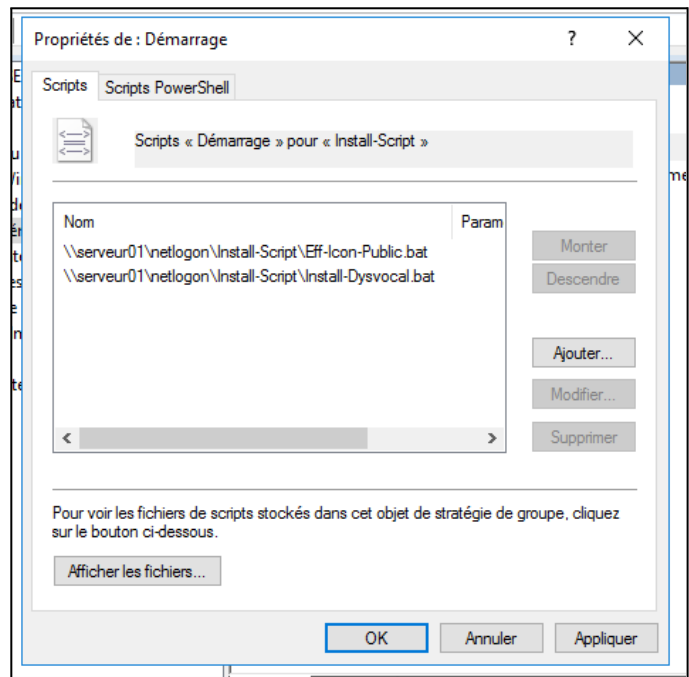 Propriétés de : Démarrage
Scripts Scripts PowerShell
Scripts « Démarrage » pour « Install-Script »
Nom Param
\\serveur01\netlogon\Install-Script\Eff-Icon-Public.bat
\\serveur01\netlogon\Install-Script\Install-Dysvocal.bat
Monter
Descendre
Ajouter...
Modifier...
Supprimer
Pour voir les fichiers de scripts stockés dans cet objet de stratégie de groupe, cliquez
sur le bouton ci-dessous.
Afficher les fichiers...
OK Annuler Appliquer